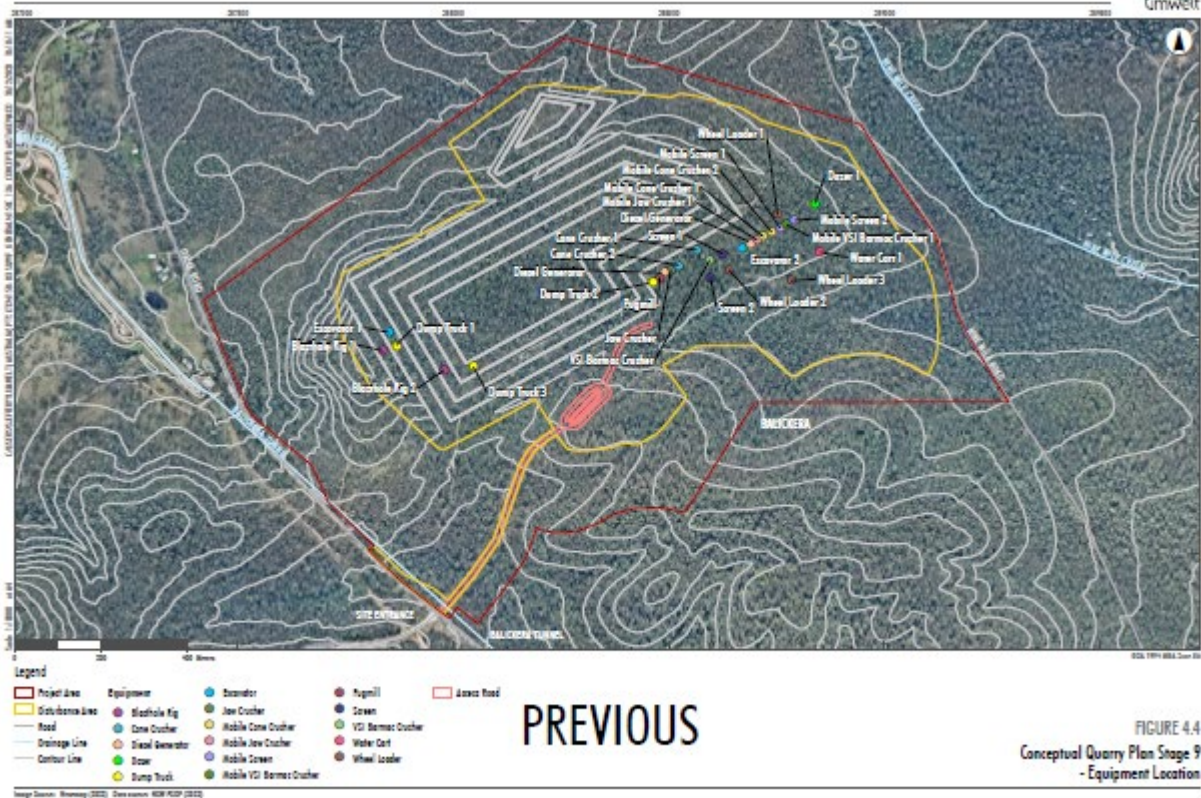 Umwelt
Wheel Loader 1
Mobile Screen 1
Mobile Cone Crusher 2
Mobile Cone Crusher 1
Mobile Jaw Crusher 1
Diesel Generator
Screen 1
Cone Crusher 1
Cone Crusher 2
Diesel Generator
Dump Truck 2
Pugmill
Jaw Crusher
VSI Barmac Crusher
Dozer 1
Mobile Screen 2
Mobile VSI Barmac Crusher 1
Water Cart 1
Excavator 2
Wheel Loader 3
Wheel Loader 2
Screen 2
Excavator 1
Dump Truck 1
Blasthole Rig
Blasthole Rig 2
Dump Truck 3
BALICKERA
SITE ENTRANCE
BALICKERA TUNNEL
Legend
Project Area
Disturbance Area
Road
Drainage Line
Contour Line
Equipment
Blasthole Rig
Cone Crusher
Diesel Generator
Dozer
Dump Truck
Excavator
Jaw Crusher
Mobile Cone Crusher
Mobile Jaw Crusher
Mobile Screen
Mobile VSI Barmac Crusher
Pugmill
Screen
VSI Barmac Crusher
Water Cart
Wheel Loader
Access Road
PREVIOUS
FIGURE 4.4
Conceptual Quarry Plan Stage 9
- Equipment Location